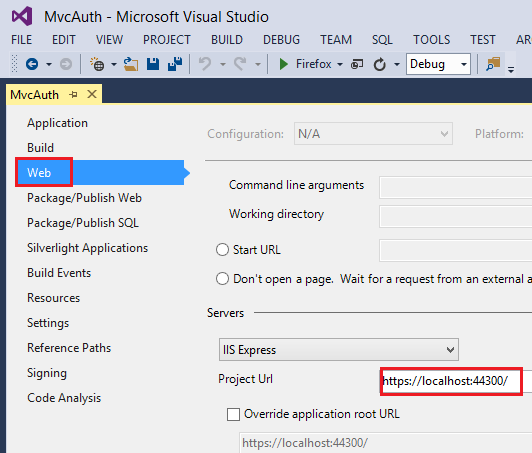 MvcAuth - Microsoft Visual Studio
FILE EDIT VIEW PROJECT BUILD DEBUG TEAM SQL TOOLS TEST
Firefox Debug
MvcAuth
Application
Build
Web
Package/Publish Web
Package/Publish SQL
Silverlight Applications
Build Events
Resources
Settings
Reference Paths
Signing
Code Analysis
Configuration: N/A Platform:
Command line arguments
Working directory
Start URL
Don't open a page. Wait for a request from an external a
Servers
IIS Express
Project Url https://localhost:44300/
Override application root URL
https://localhost:44300/